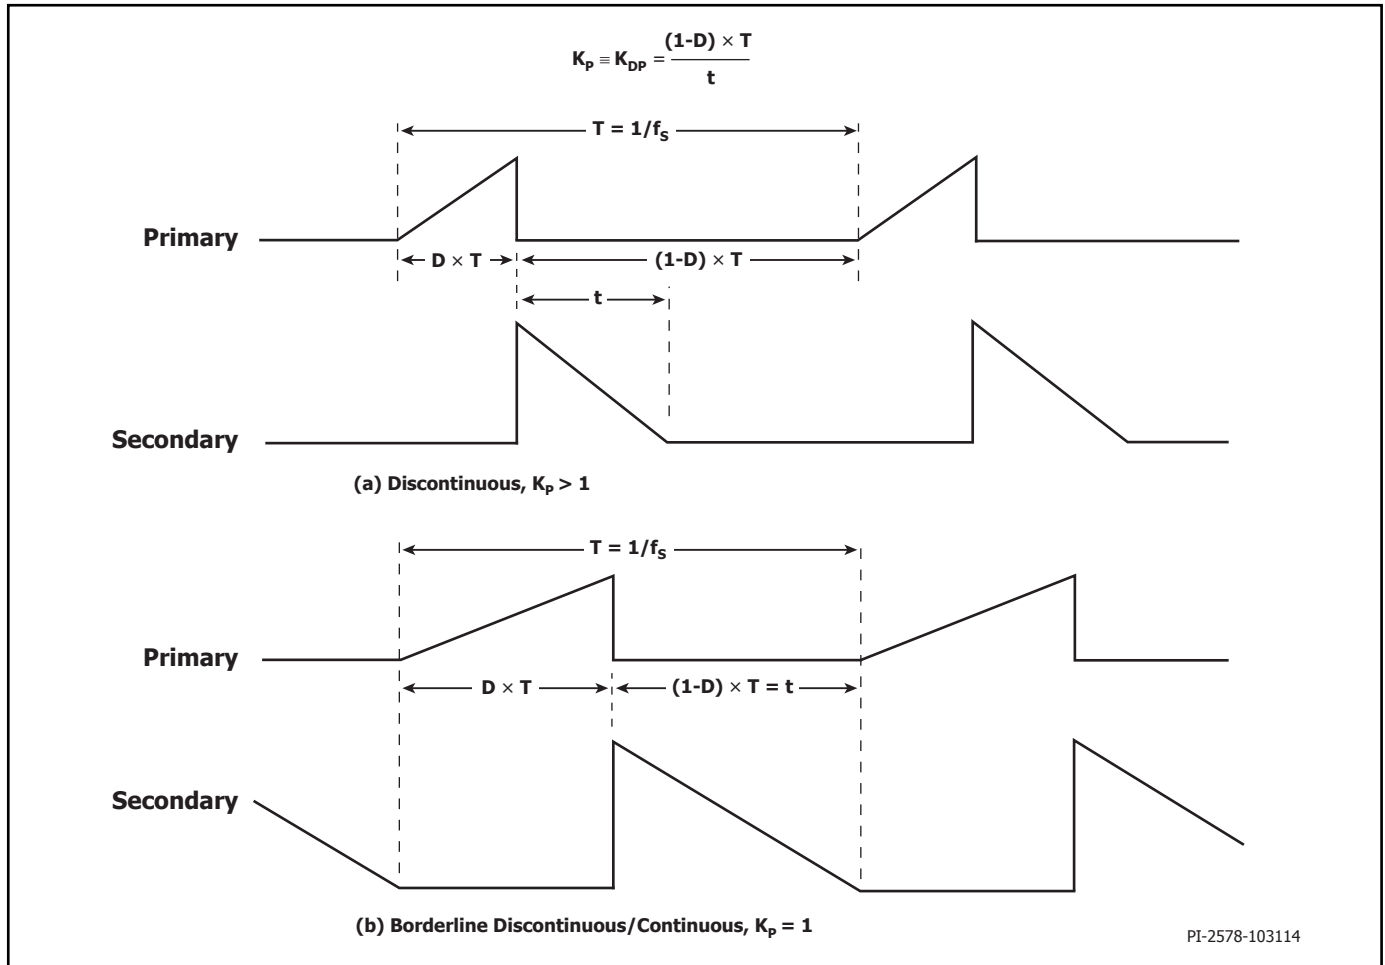 K_P ≡ K_DP = (1-D) × T / t
T = 1/f_S
Primary
D × T
(1-D) × T
t
Secondary
(a) Discontinuous, K_P > 1
T = 1/f_S
Primary
D × T
(1-D) × T = t
Secondary
(b) Borderline Discontinuous/Continuous, K_P = 1
PI-2578-103114